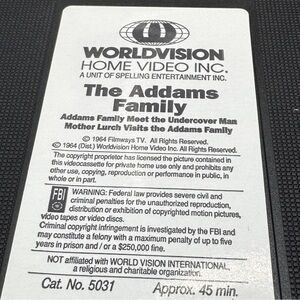 WORLDVISION
HOME VIDEO INC.
A UNIT OF SPELLING ENTERTAINMENT INC.
The Addams
Family
Addams Family Meet the Undercover Man
Mother Lurch Visits the Addams Family
© 1964 Filmways TV. All Rights Reserved.
© 1964 (Dist.) Worldvision Home Video Inc. All Rights Reserved.
The copyright proprietor has licensed the picture contained in
this videocassette for private home use only and prohibits any
other use, copying, reproduction or performance in public, in
whole or in part.
FBI
WARNING: Federal law provides severe civil and
criminal penalties for the unauthorized reproduction,
distribution or exhibition of copyrighted motion pictures,
video tapes or video discs.
Criminal copyright infringement is investigated by the FBI and
may constitute a felony with a maximum penalty of up to five
years in prison and / or a $250,000 fine.
NOT affiliated with WORLD VISION INTERNATIONAL,
a religious and charitable organization.
Cat. No. 5031 Approx. 45 min.